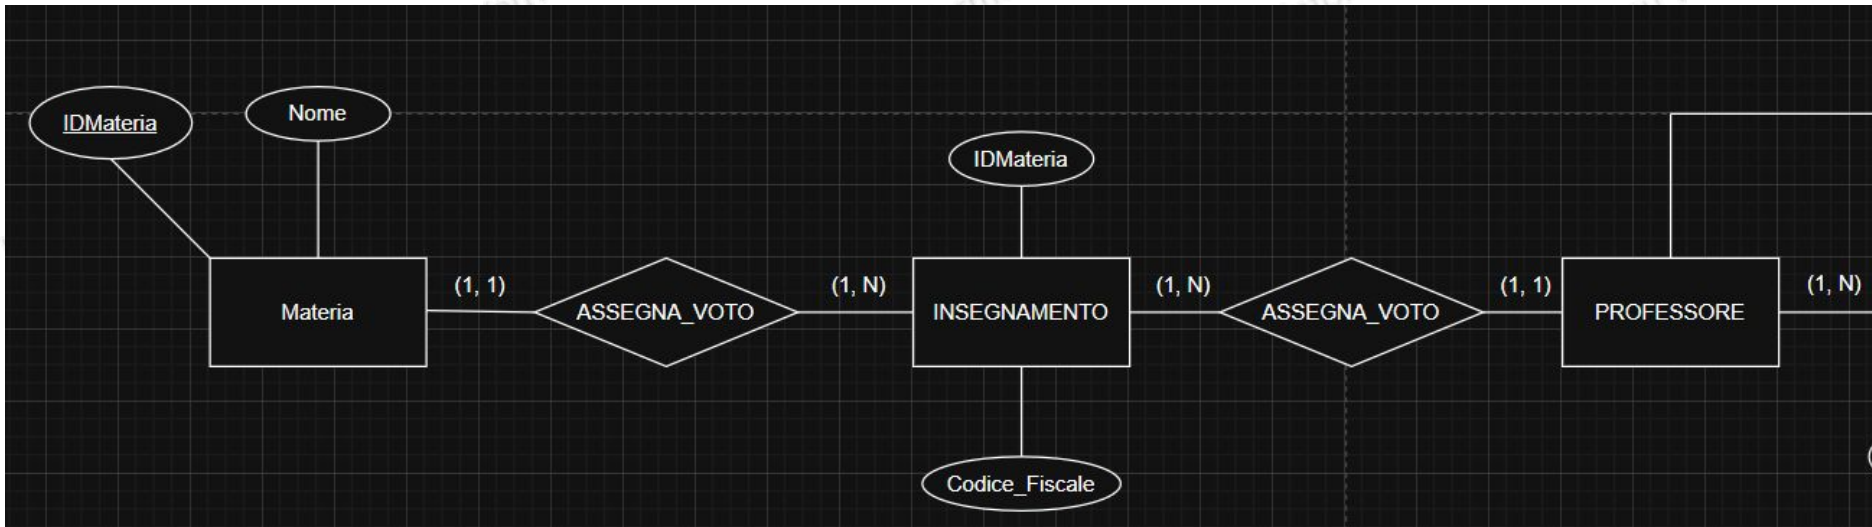 IDMateria
Nome
IDMateria
Materia
(1, 1)
ASSEGNA_VOTO
(1, N)
INSEGNAMENTO
(1, N)
ASSEGNA_VOTO
(1, 1)
PROFESSORE
(1, N)
Codice_Fiscale